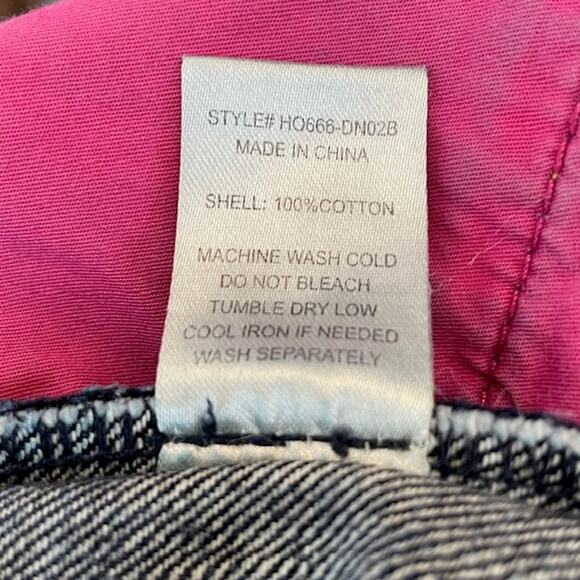 STYLE# HO666-DN02B
MADE IN CHINA
SHELL: 100%COTTON
MACHINE WASH COLD
DO NOT BLEACH
TUMBLE DRY LOW
COOL IRON IF NEEDED
WASH SEPARATELY